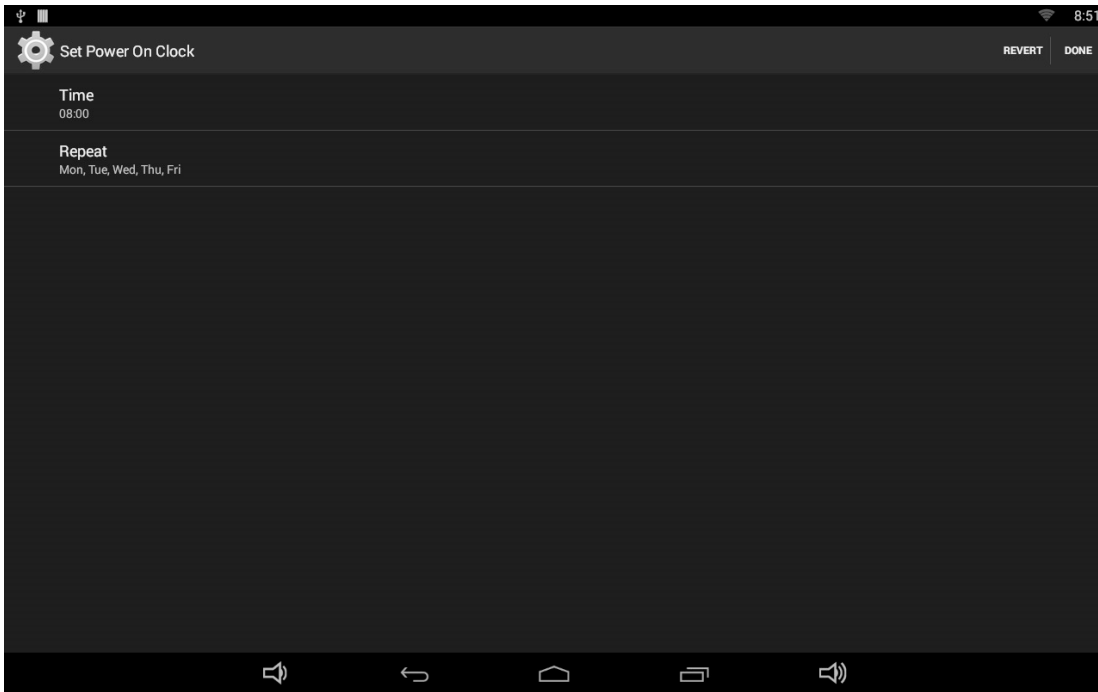 8:51
Set Power On Clock
REVERT
DONE
Time
08:00
Repeat
Mon, Tue, Wed, Thu, Fri